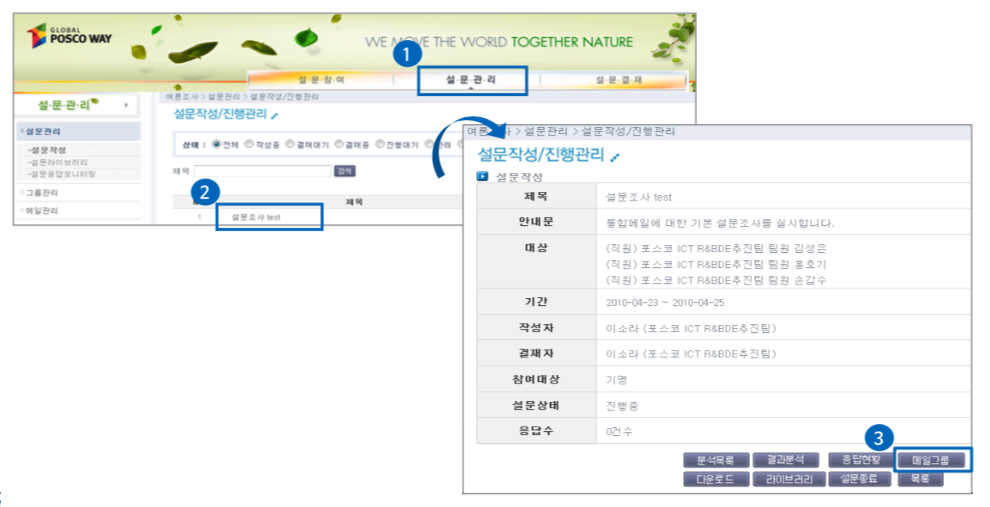 GLOBAL
POSCO WAY
WE MOVE THE WORLD TOGETHER NATURE
1
설·문·참·여
설·문·관·리
설·문·결·재
설·문·관·리
설문관리
-설문작성
-설문라이브러리
-설문응답모니터링
그룹관리
메일관리
여론조사 > 설문관리 > 설문작성/진행관리
설문작성/진행관리
상태 : 전체 작성중 결재대기 결재중 진행대기
제목
검색
2
제목
1 설문조사 test
> 설문관리 > 설문작성/진행관리
설문작성/진행관리
설문작성
제목 설문조사 test
안내문 통합메일에 대한 기본 설문조사를 실시합니다.
대상 (직원) 포스코 ICT R&BDE추진팀 팀원 김성은
(직원) 포스코 ICT R&BDE추진팀 팀원 홍호기
(직원) 포스코 ICT R&BDE추진팀 팀원 손갑수
기간 2010-04-23 ~ 2010-04-25
작성자 이소라 (포스코 ICT R&BDE추진팀)
결재자 이소라 (포스코 ICT R&BDE추진팀)
참여대상 기명
설문상태 진행중
응답수 0건 수
3
분석목록 결과분석 응답현황 메일그룹
다운로드 라이브러리 설문종료 목록